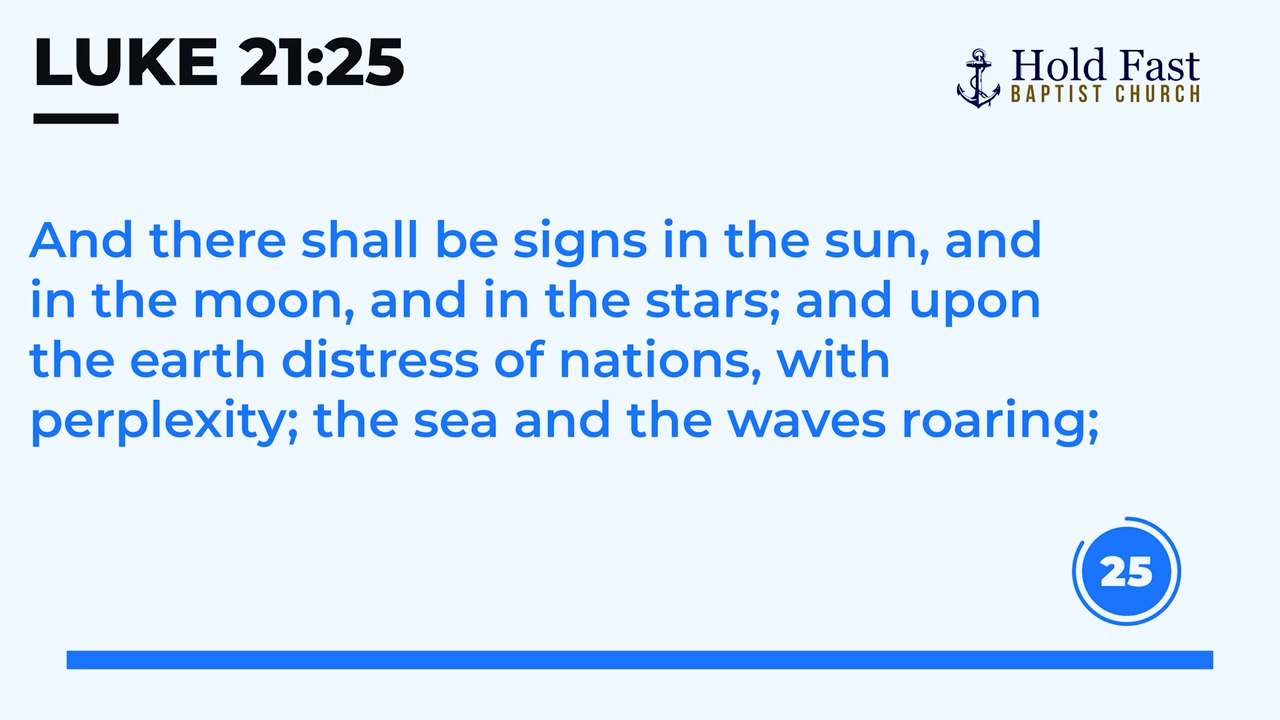 LUKE 21:25
Hold Fast
BAPTIST CHURCH
And there shall be signs in the sun, and
in the moon, and in the stars; and upon
the earth distress of nations, with
perplexity; the sea and the waves roaring;
25